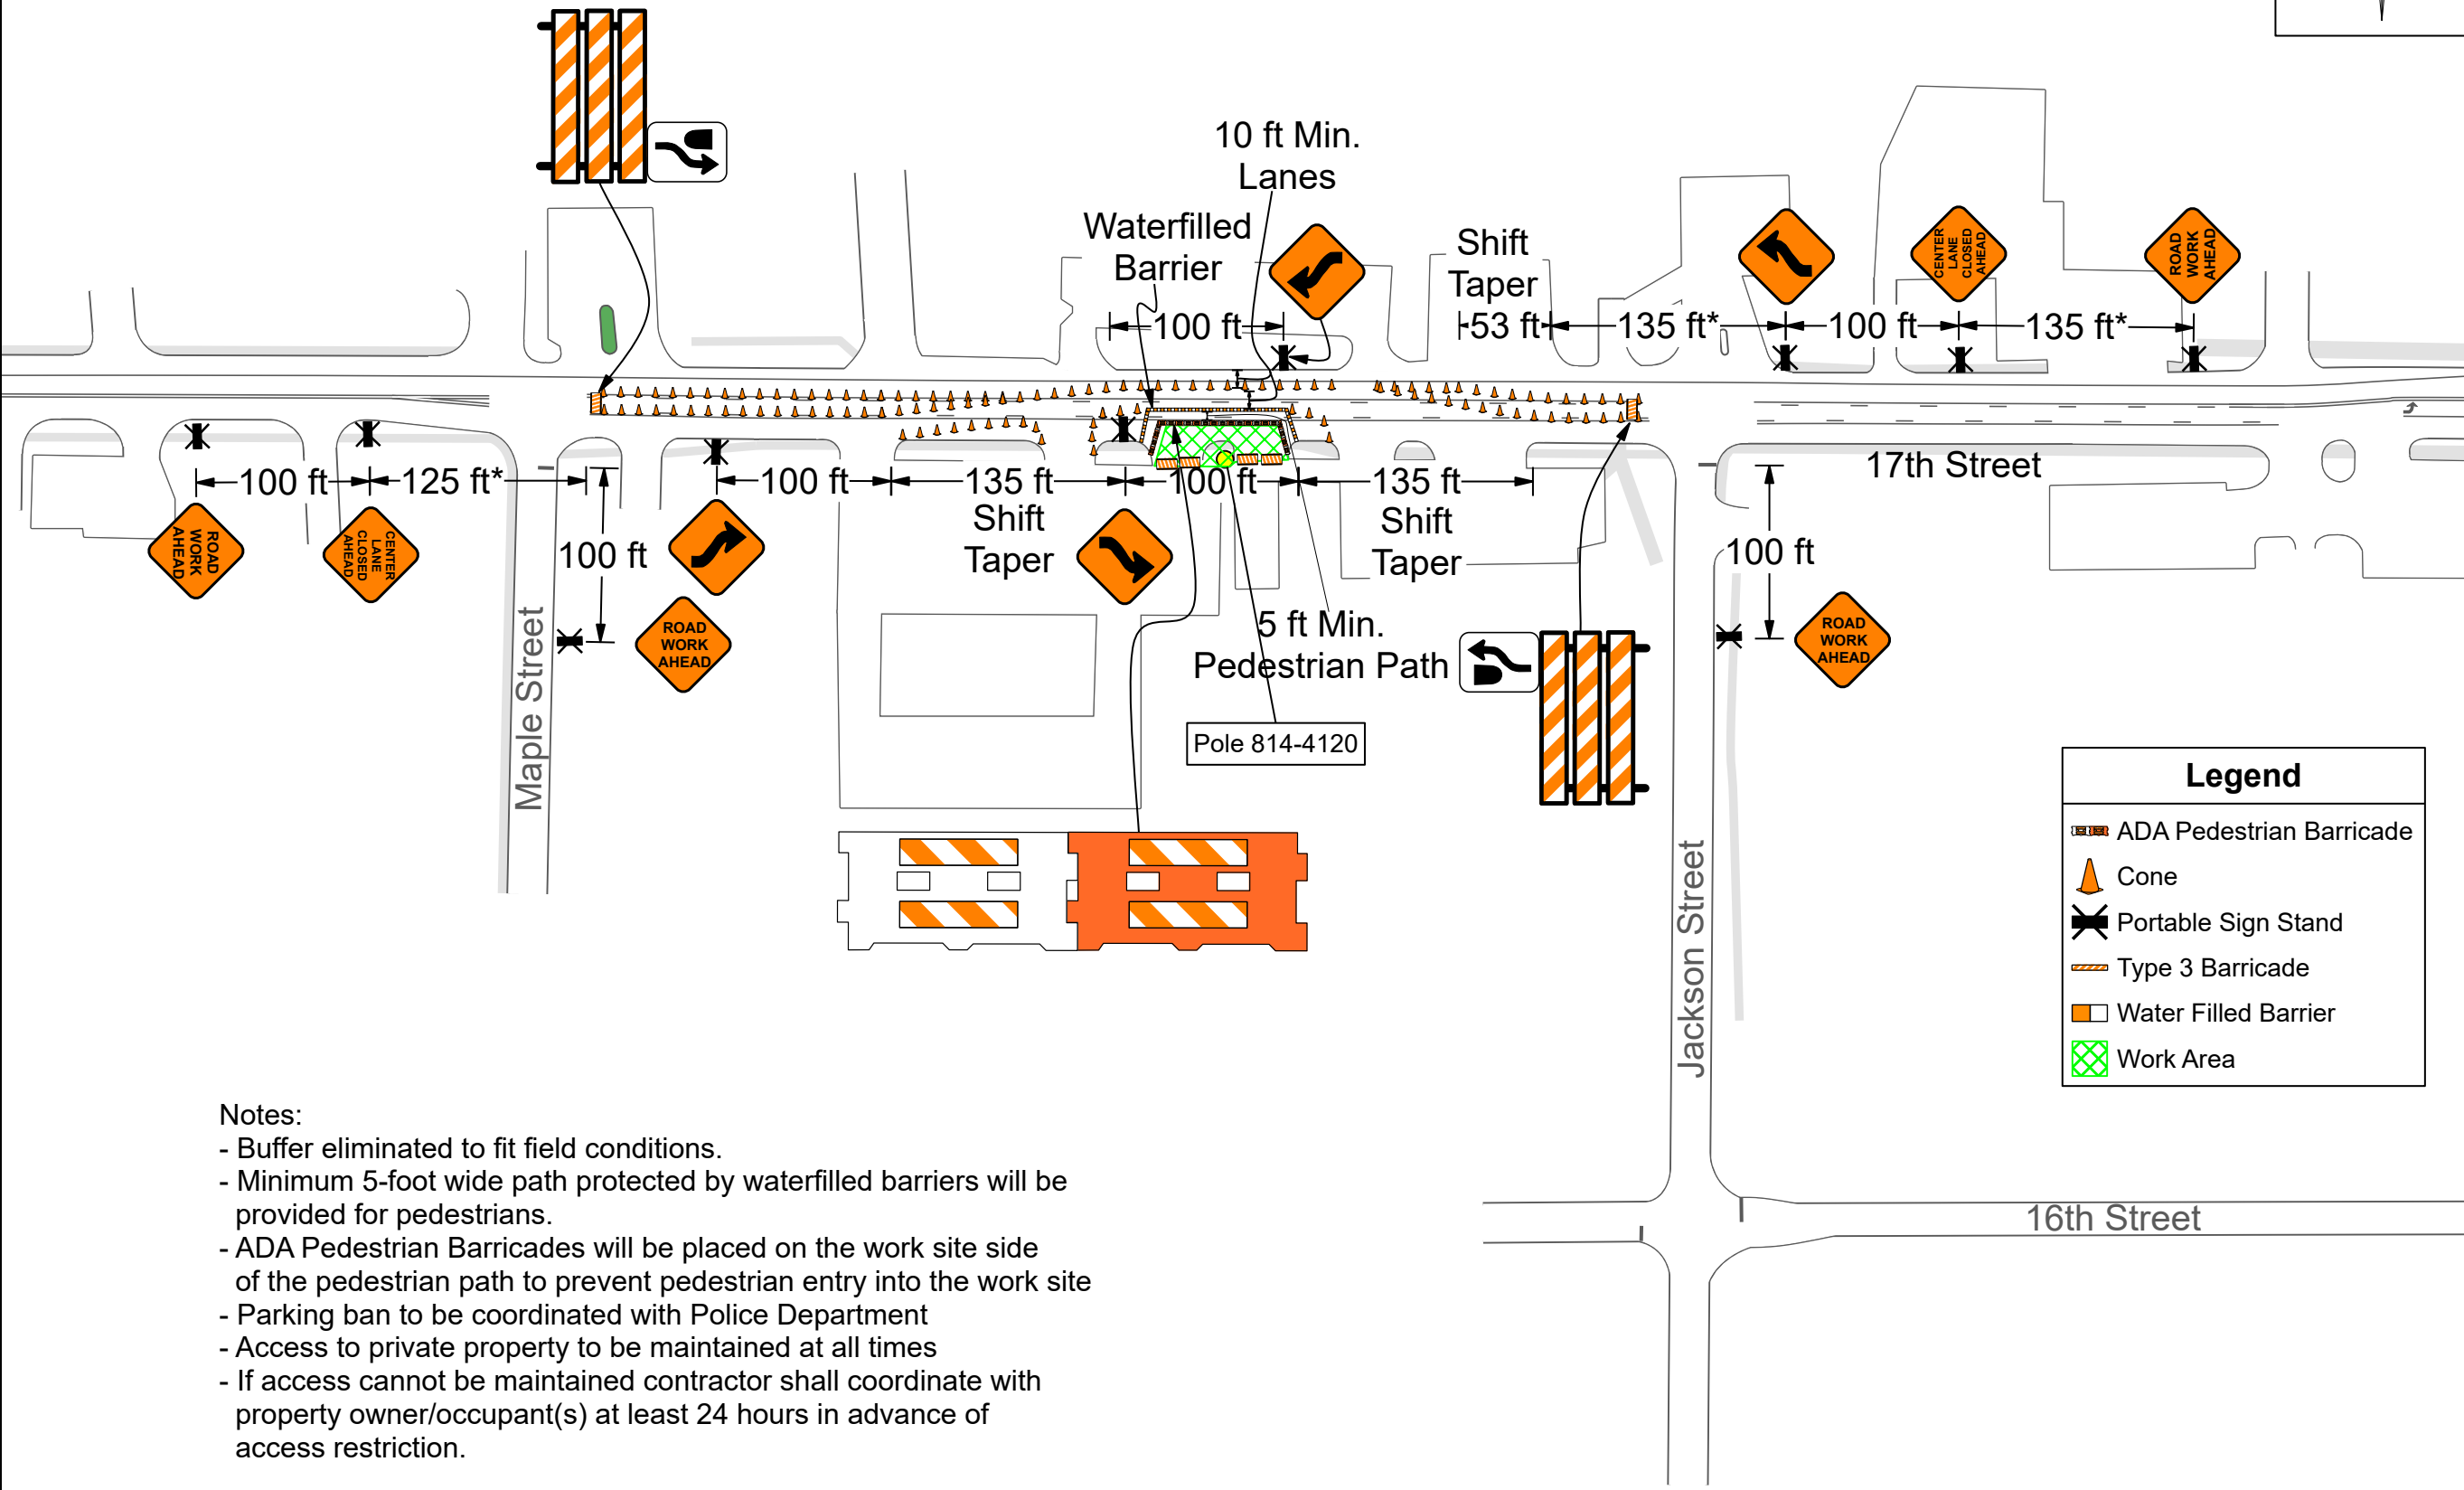 10 ft Min.
Lanes
Waterfilled
Barrier
Shift
Taper
CENTER
LANE
CLOSED
AHEAD
ROAD
WORK
AHEAD
100 ft
53 ft
135 ft*
100 ft
135 ft*
17th Street
100 ft
125 ft*
100 ft
135 ft
Shift
Taper
100 ft
135 ft
Shift
Taper
ROAD
WORK
AHEAD
CENTER
LANE
CLOSED
AHEAD
100 ft
100 ft
ROAD
WORK
AHEAD
ROAD
WORK
AHEAD
5 ft Min.
Pedestrian Path
Pole 814-4120
Maple Street
Jackson Street
16th Street
Legend
ADA Pedestrian Barricade
Cone
Portable Sign Stand
Type 3 Barricade
Water Filled Barrier
Work Area
Notes:
- Buffer eliminated to fit field conditions.
- Minimum 5-foot wide path protected by waterfilled barriers will be
provided for pedestrians.
- ADA Pedestrian Barricades will be placed on the work site side
of the pedestrian path to prevent pedestrian entry into the work site
- Parking ban to be coordinated with Police Department
- Access to private property to be maintained at all times
- If access cannot be maintained contractor shall coordinate with
property owner/occupant(s) at least 24 hours in advance of
access restriction.